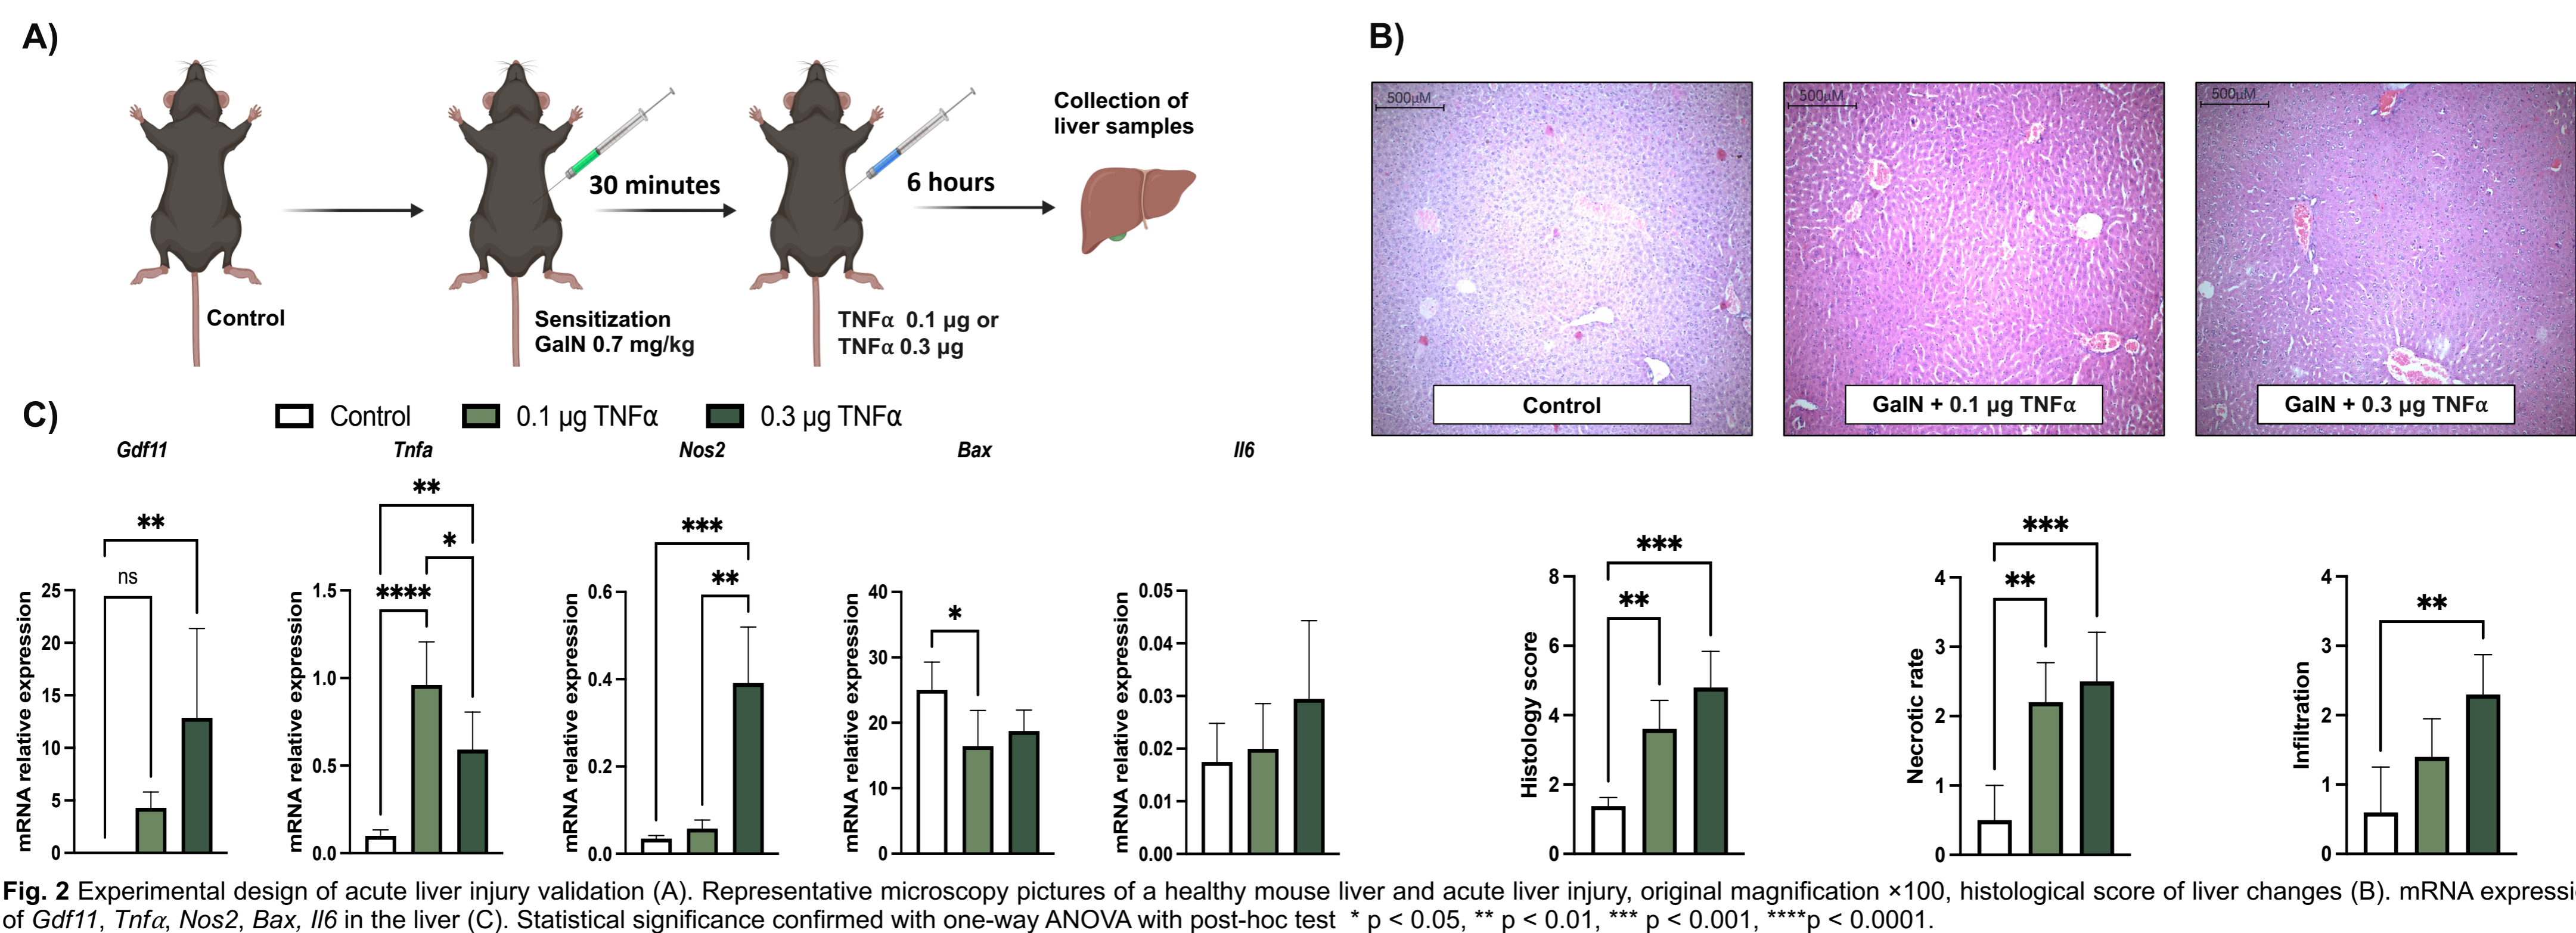 A)
Control
Sensitization
GalN 0.7 mg/kg
30 minutes
TNFα 0.1 µg or
TNFα 0.3 µg
6 hours
Collection of
liver samples
B)
500µM
Control
500µM
GalN + 0.1 µg TNFα
500µM
GalN + 0.3 µg TNFα
C)
Control
0.1 µg TNFα
0.3 µg TNFα
Gdf11
mRNA relative expression
25
20
15
10
5
0
ns
**
Tnfa
mRNA relative expression
1.5
1.0
0.5
0.0
****
*
**
Nos2
mRNA relative expression
0.6
0.4
0.2
0.0
***
**
Bax
mRNA relative expression
40
30
20
10
0
*
Il6
mRNA relative expression
0.05
0.04
0.03
0.02
0.01
0.00
Histology score
8
6
4
2
0
***
**
Necrotic rate
4
3
2
1
0
***
**
Infiltration
4
3
2
1
0
**
Fig. 2 Experimental design of acute liver injury validation (A). Representative microscopy pictures of a healthy mouse liver and acute liver injury, original magnification ×100, histological score of liver changes (B). mRNA expressi
of Gdf11, Tnfα, Nos2, Bax, Il6 in the liver (C). Statistical significance confirmed with one-way ANOVA with post-hoc test * p < 0.05, ** p < 0.01, *** p < 0.001, ****p < 0.0001.